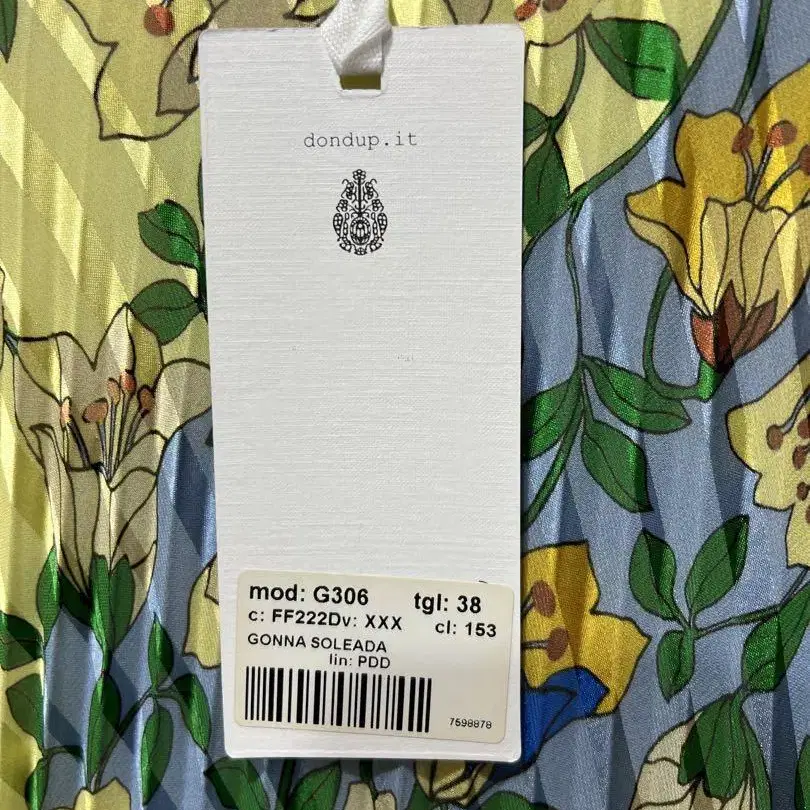 dondup.it
mod: G306 tgl: 38
c: FF222Dv: XXX cl: 153
GONNA SOLEADA
lin: PDD
7598878